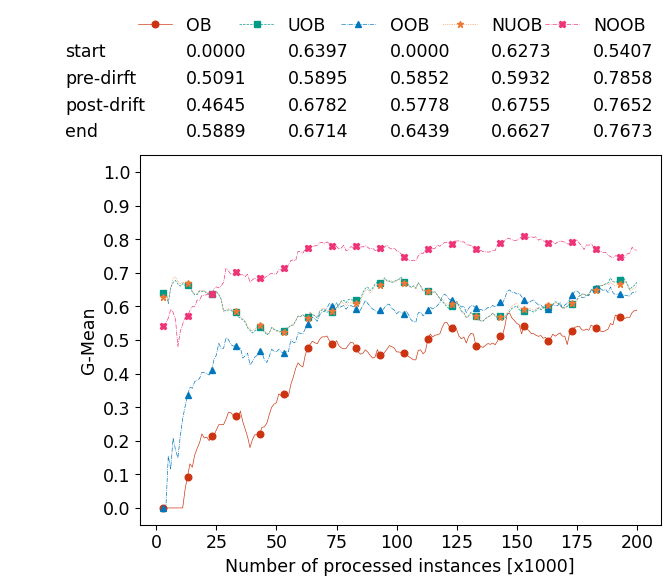 OB UOB OOB NUOB NOOB
start 0.0000 0.6397 0.0000 0.6273 0.5407
pre-dirft 0.5091 0.5895 0.5852 0.5932 0.7858
post-drift 0.4645 0.6782 0.5778 0.6755 0.7652
end 0.5889 0.6714 0.6439 0.6627 0.7673
1.0
0.9
0.8
0.7
0.6
0.5
0.4
0.3
0.2
0.1
0.0
G-Mean
0 25 50 75 100 125 150 175 200
Number of processed instances [x1000]